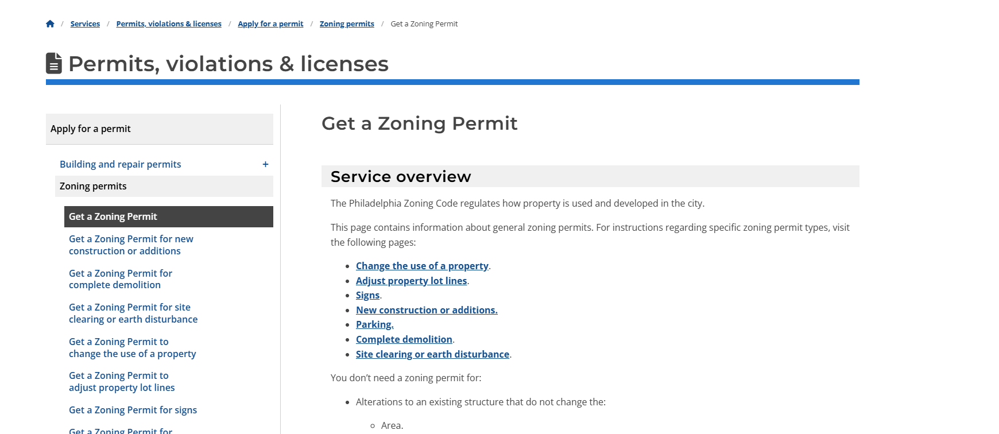 Services / Permits, violations & licenses / Apply for a permit / Zoning permits / Get a Zoning Permit
Permits, violations & licenses
Apply for a permit
Building and repair permits +
Zoning permits
Get a Zoning Permit
Get a Zoning Permit for new
construction or additions
Get a Zoning Permit for
complete demolition
Get a Zoning Permit for site
clearing or earth disturbance
Get a Zoning Permit to
change the use of a property
Get a Zoning Permit to
adjust property lot lines
Get a Zoning Permit for signs
Get a Zoning Permit for
Get a Zoning Permit
Service overview
The Philadelphia Zoning Code regulates how property is used and developed in the city.
This page contains information about general zoning permits. For instructions regarding specific zoning permit types, visit
the following pages:
Change the use of a property.
Adjust property lot lines.
Signs.
New construction or additions.
Parking.
Complete demolition.
Site clearing or earth disturbance.
You don’t need a zoning permit for:
Alterations to an existing structure that do not change the:
Area.